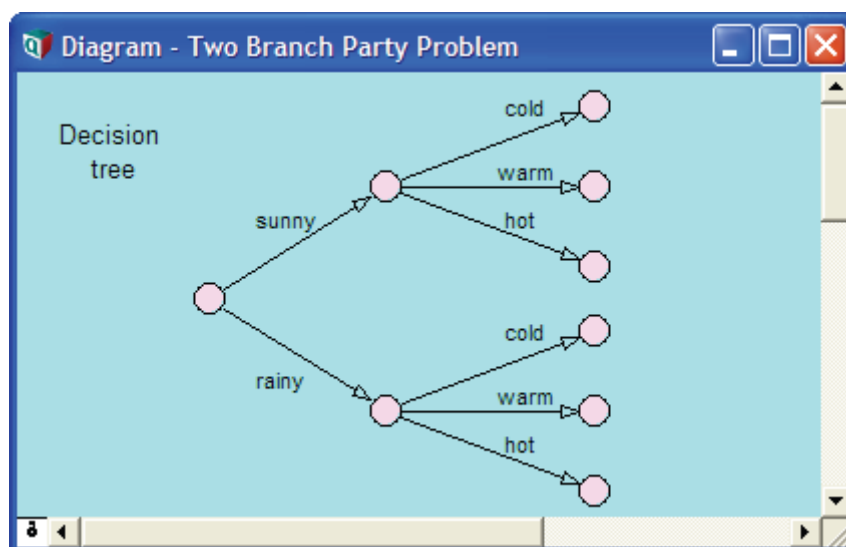 Diagram - Two Branch Party Problem
Decision
tree
cold
warm
sunny
hot
cold
rainy
warm
hot